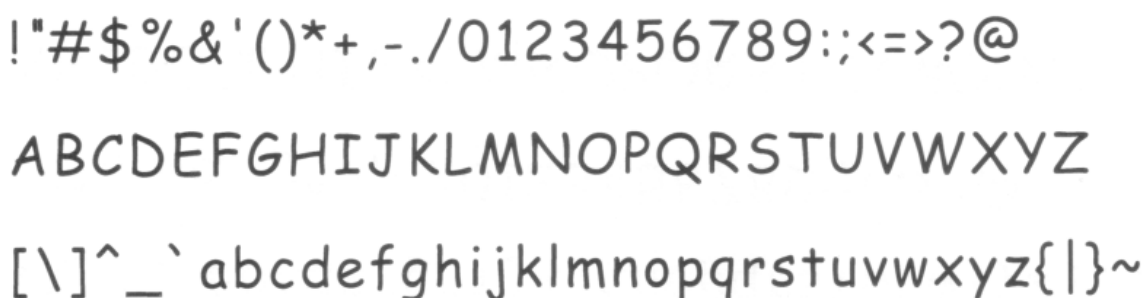 !"#$%&'()*+,-./0123456789:;<=>?@
ABCDEFGHIJKLMNOPQRSTUVWXYZ
[\]^_`abcdefghijklmnopqrstuvwxyz{|}~